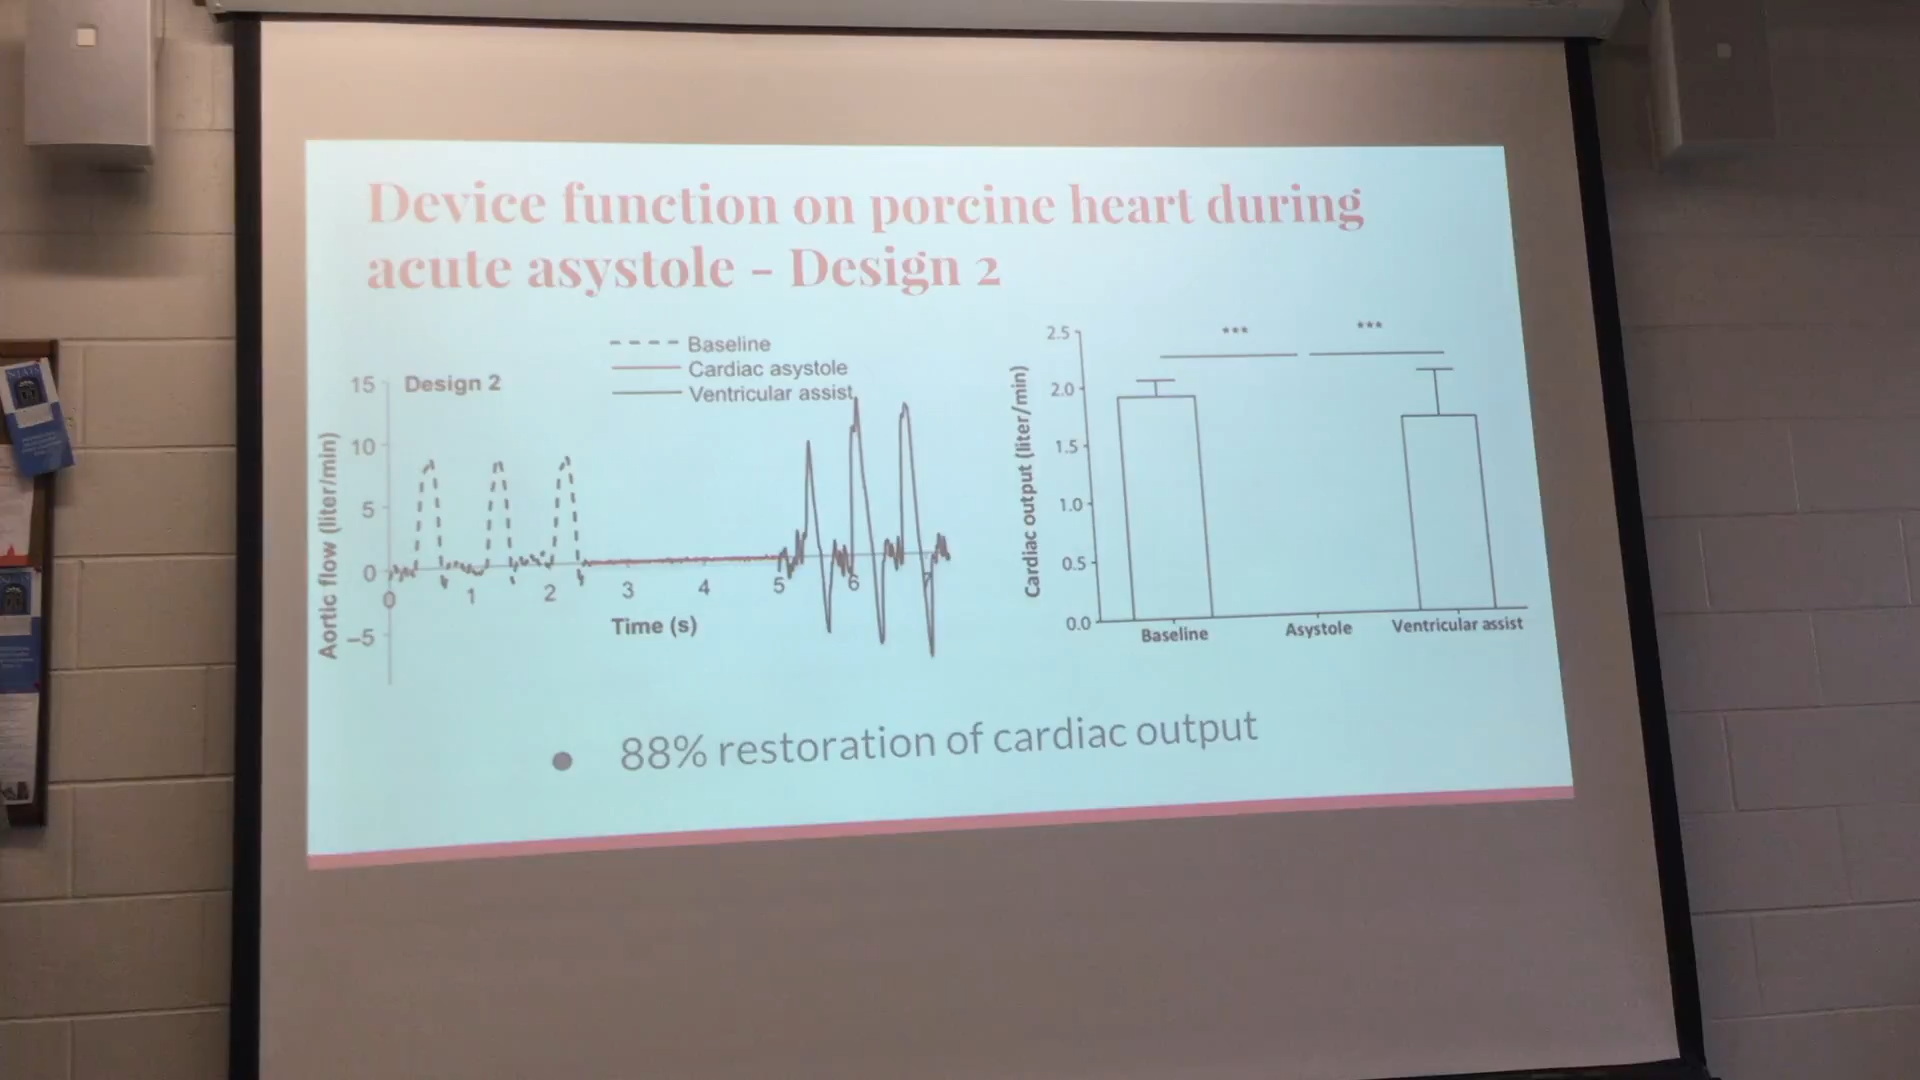 Device function on porcine heart during
acute asystole - Design 2
Baseline
Cardiac asystole
Ventricular assist
Design 2
15
10
5
0
–5
Aortic flow (liter/min)
0 1 2 3 4 5 6
Time (s)
*** ***
2.5
2.0
1.5
1.0
0.5
0.0
Cardiac output (liter/min)
Baseline Asystole Ventricular assist
● 88% restoration of cardiac output